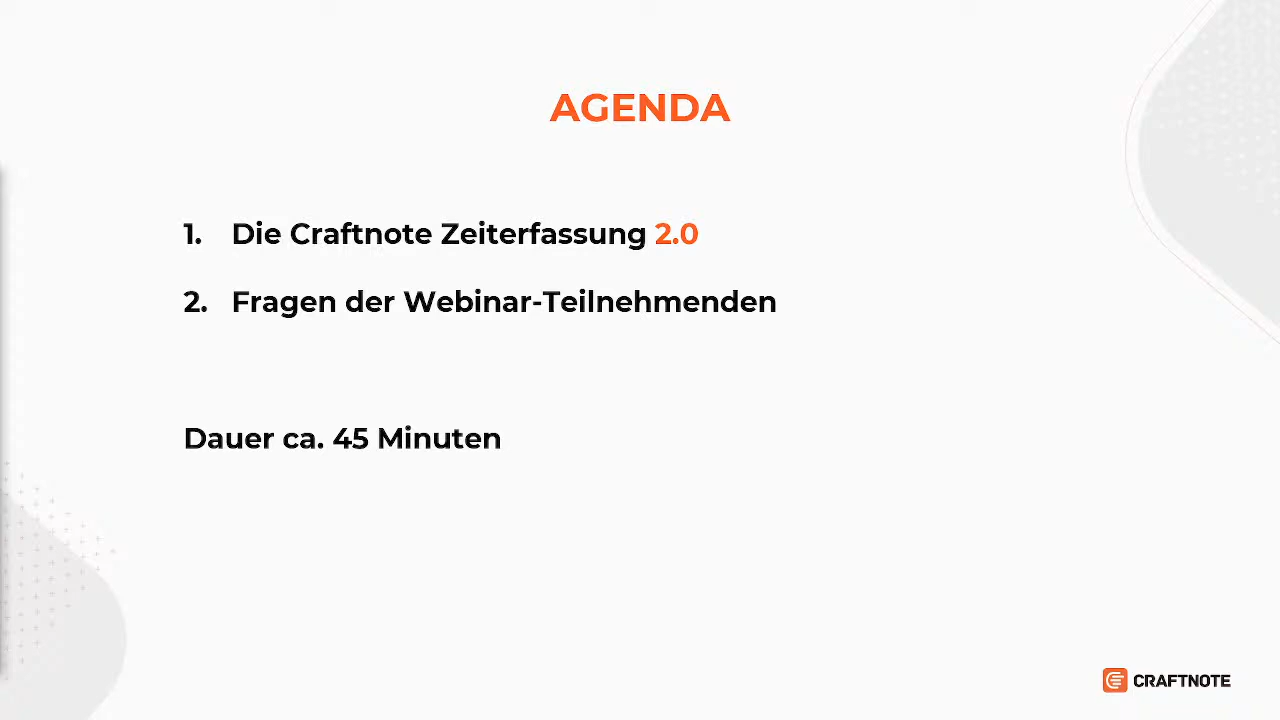 AGENDA
1. Die Craftnote Zeiterfassung 2.0
2. Fragen der Webinar-Teilnehmenden
Dauer ca. 45 Minuten
CRAFTNOTE